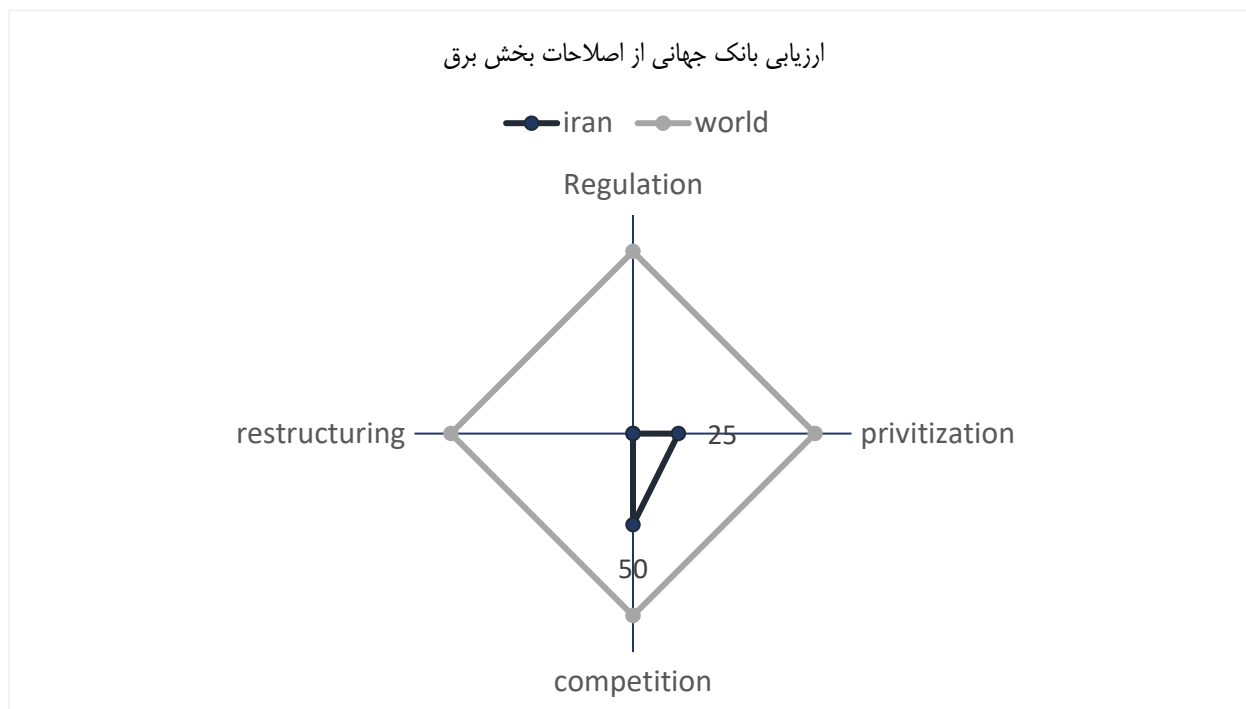 ارزیابی بانک جهانی از اصلاحات بخش برق
iran world
Regulation
restructuring
25
privitization
50
competition